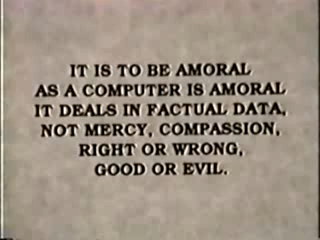 IT IS TO BE AMORAL
AS A COMPUTER IS AMORAL
IT DEALS IN FACTUAL DATA,
NOT MERCY, COMPASSION,
RIGHT OR WRONG,
GOOD OR EVIL.